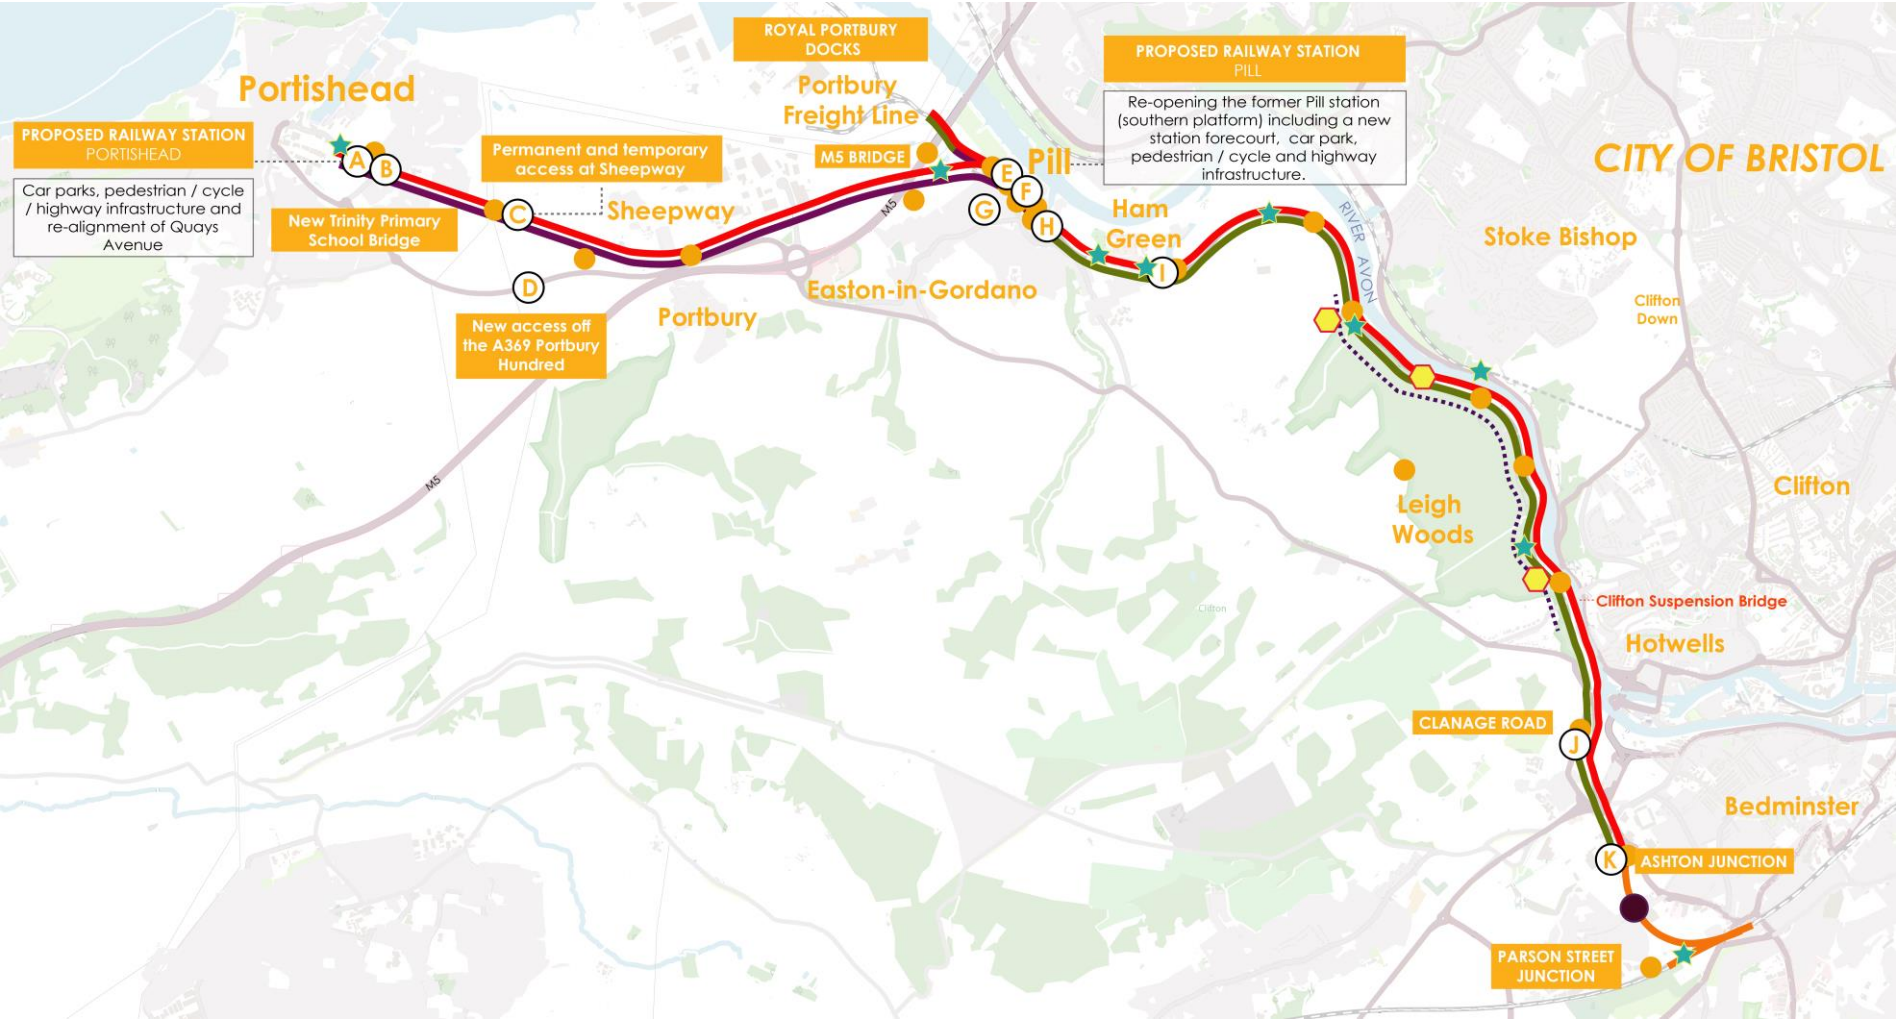 ROYAL PORTBURY
DOCKS
PROPOSED RAILWAY STATION
PILL
Portishead
Portbury
Freight Line
Re-opening the former Pill station
(southern platform) including a new
station forecourt, car park,
pedestrian / cycle and highway
infrastructure.
PROPOSED RAILWAY STATION
PORTISHEAD
Permanent and temporary
access at Sheepway
M5 BRIDGE
Pill
CITY OF BRISTOL
A
B
E
F
Car parks, pedestrian / cycle
/ highway infrastructure and
re-alignment of Quays
Avenue
New Trinity Primary
School Bridge
C
Sheepway
M5
G
H
Ham
Green
RIVER AVON
Stoke Bishop
I
D
Easton-in-Gordano
Portbury
Clifton
Down
New access off
the A369 Portbury
Hundred
M5
Leigh
Woods
Clifton
Clifton
Clifton Suspension Bridge
Hotwells
CLANAGE ROAD
J
Bedminster
K
ASHTON JUNCTION
PARSON STREET
JUNCTION